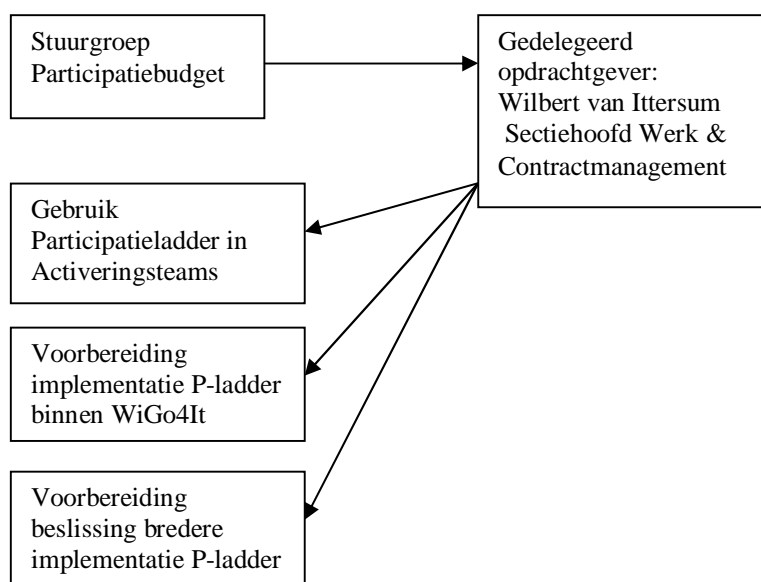 Stuurgroep
Participatiebudget
Gedelegeerd
opdrachtgever:
Wilbert van Ittersum
Sectiehoofd Werk &
Contractmanagement
Gebruik
Participatieladder in
Activeringsteams
Voorbereiding
implementatie P-ladder
binnen WiGo4It
Voorbereiding
beslissing bredere
implementatie P-ladder